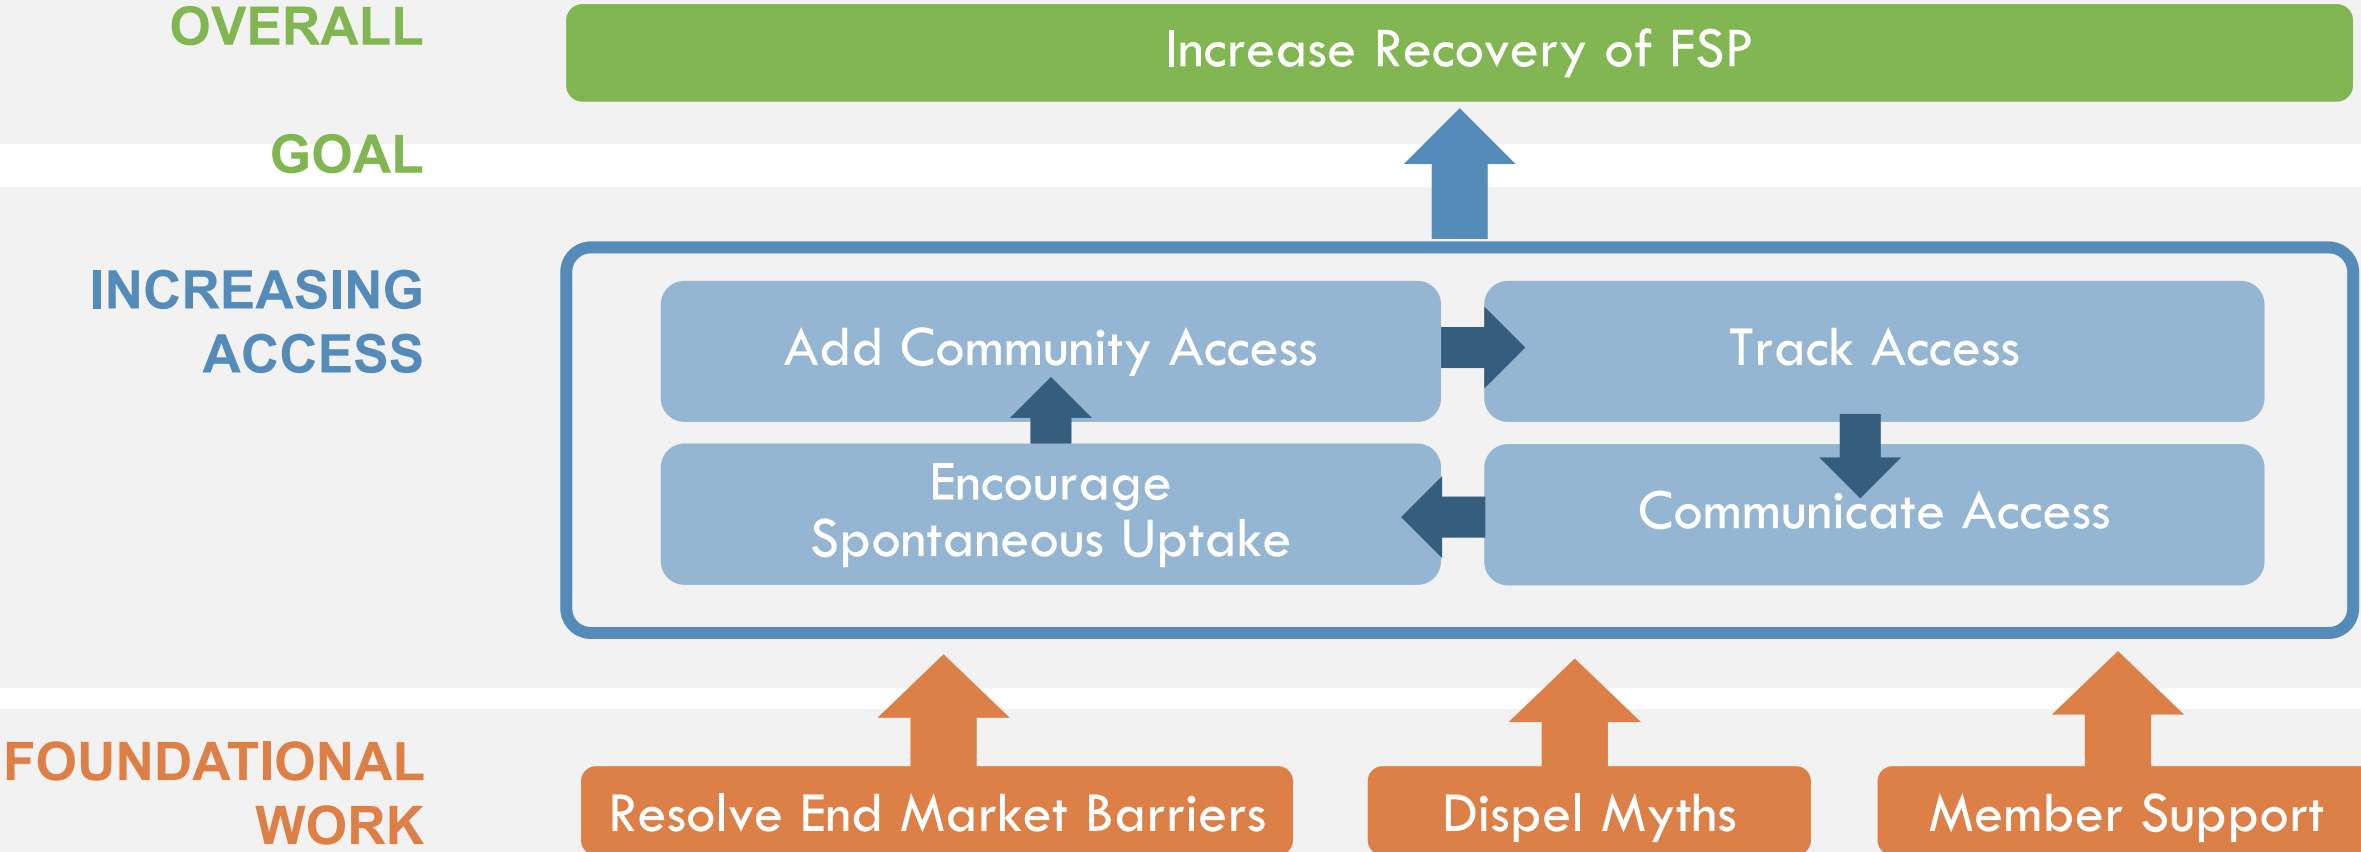 OVERALL
GOAL
Increase Recovery of FSP
INCREASING
ACCESS
Add Community Access
Track Access
Encourage
Spontaneous Uptake
Communicate Access
FOUNDATIONAL
WORK
Resolve End Market Barriers
Dispel Myths
Member Support